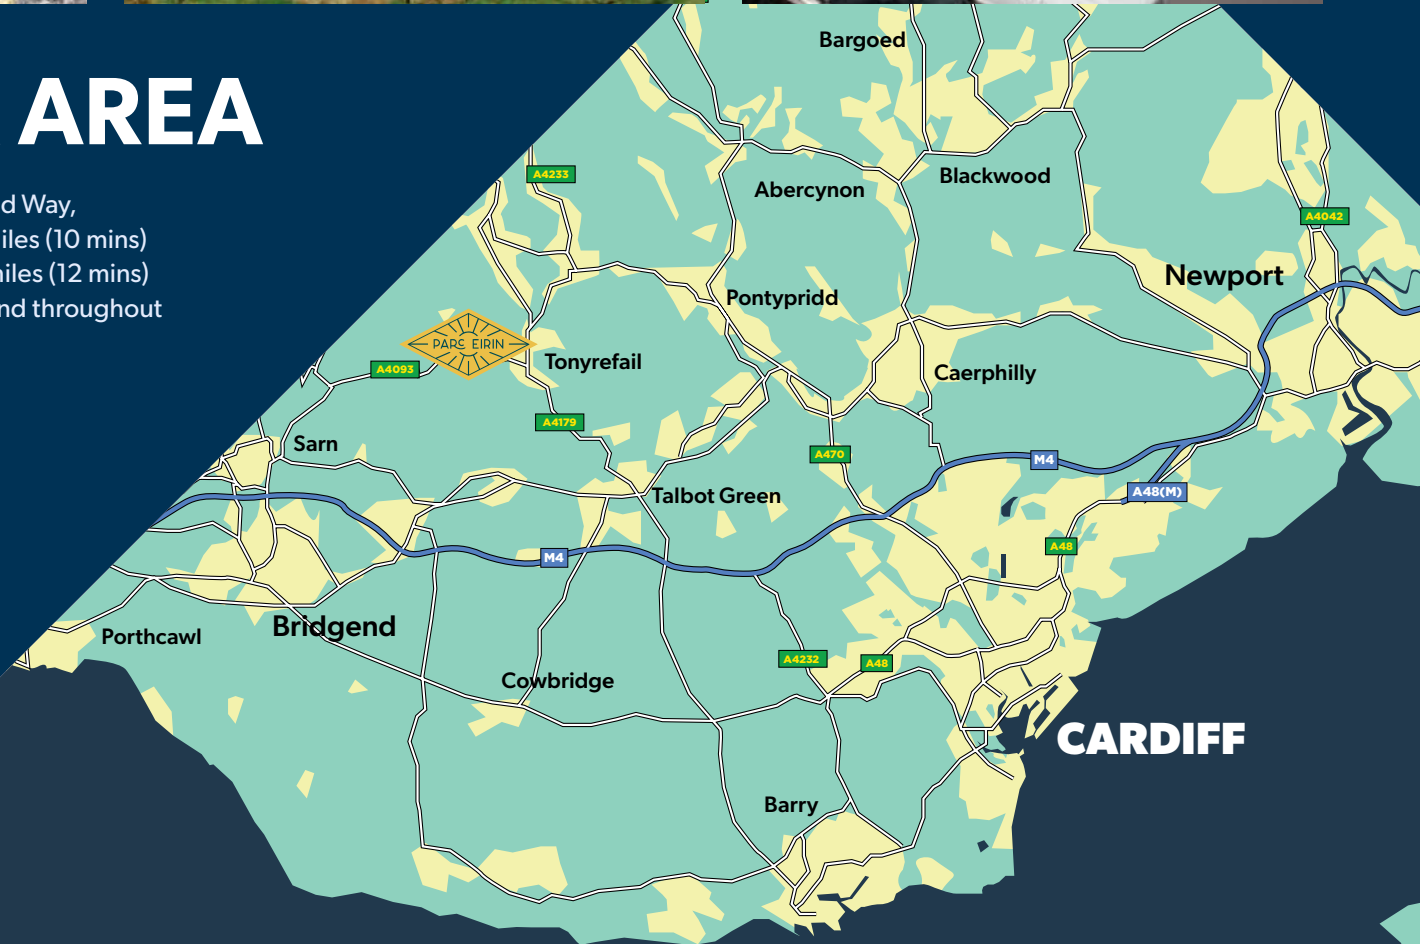 AREA
d Way,
iles (10 mins)
niles (12 mins)
nd throughout
Bargoed
A4233
Abercynon
Blackwood
A4042
Newport
Pontypridd
PARC EIRIN
Tonyrefail
A4093
Caerphilly
A4179
Sarn
A470
M4
A48(M)
Talbot Green
M4
A48
Porthcawl
Bridgend
A4232
A48
Cowbridge
CARDIFF
Barry